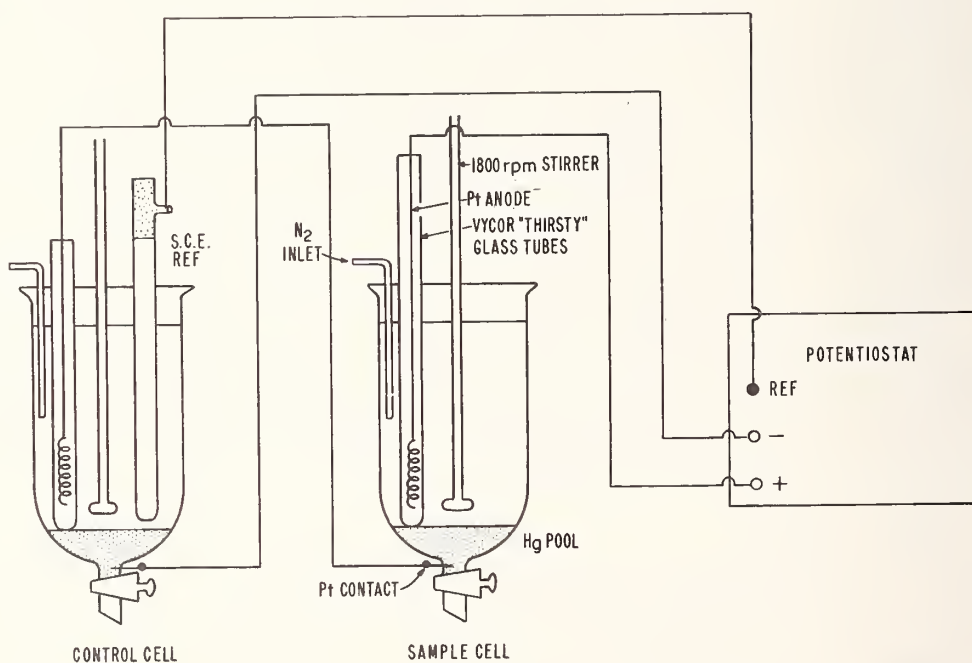 1800 rpm STIRRER
Pt ANODE
VYCOR "THIRSTY"
GLASS TUBES
N2
INLET
S.C.E.
REF
POTENTIOSTAT
REF
−
+
Hg POOL
Pt CONTACT
CONTROL CELL
SAMPLE CELL